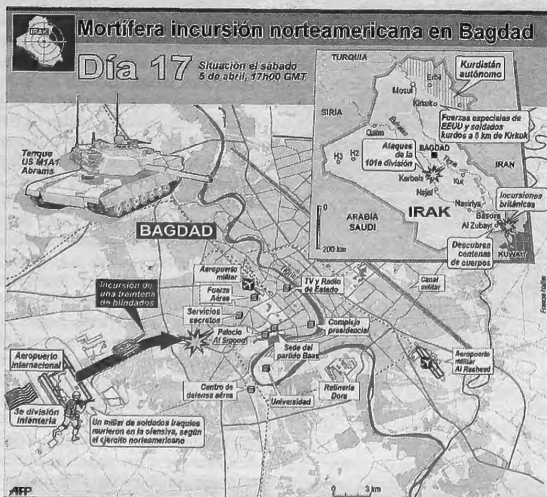 IRAK
Mortífera incursión norteamericana en Bagdad
Día 17
Situación el sábado
5 de abril, 17h00 GMT
Tanque
US M1A1
Abrams
TURQUIA
SIRIA
IRAN
ARABIA
SAUDI
IRAK
KUWAIT
Mosul
Erbil
Kirkuk
Kurdistán
autónomo
Fuerzas especiales de
EEUU y soldados
kurdos a 5 km de Kirkuk
Qaim
H3
H2
BAGDAD
Ataques
de la
101a división
Kerbala
Najaf
Kut
Nasiriya
Basora
Al Zubayr
Incursiones
británicas
Descubren
centenas
de cuerpos
0
200 km
BAGDAD
Incursión de
una treintena
de blindados
Aeropuerto
internacional
3e división
infantería
Un millar de soldados iraquíes
murieron en la ofensiva, según
el ejército norteamericano
Aeropuerto
militar
Fuerza
Aérea
Servicios
secretos
Palacio
Al Sigood
TV y Radio
de Estado
Complejo
presidencial
Sede del
partido Baas
Centro de
defensa aérea
Universidad
Refinería
Dora
Canal
militar
Aeropuerto
militar
Al Rasheed
0
3 km
AFP